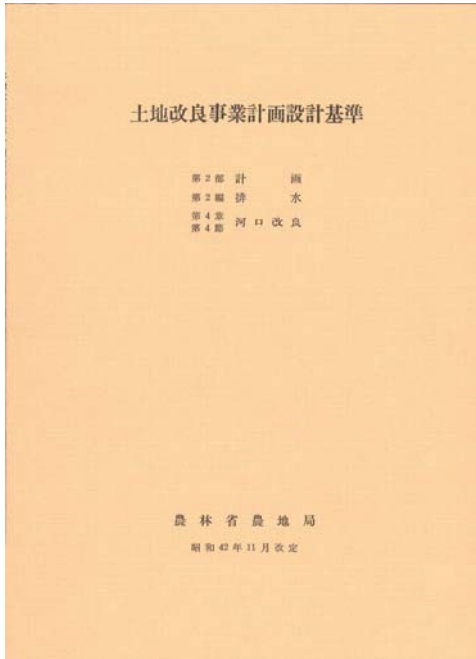 土地改良事業計画設計基準
第2部 計 画
第2編 排 水
第4章
第4節 河口改良
農林省農地局
昭和42年11月改定